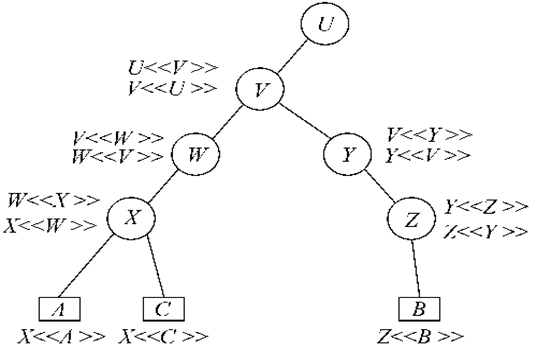 U
U<<V>>
V<<U>>
V
V<<W>>
W<<V>>
W
Y
V<<Y>>
Y<<V>>
W<<X>>
X<<W>>
X
Z
Y<<Z>>
Z<<Y>>
A
C
B
X<<A>>
X<<C>>
Z<<B>>